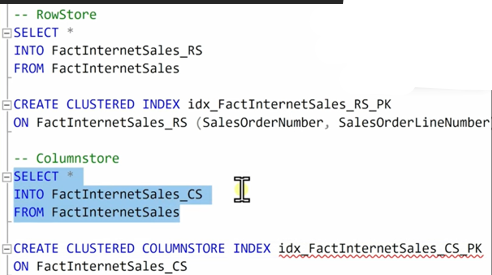 -- RowStore
SELECT *
INTO FactInternetSales_RS
FROM FactInternetSales
CREATE CLUSTERED INDEX idx_FactInternetSales_RS_PK
ON FactInternetSales_RS (SalesOrderNumber, SalesOrderLineNumber
-- Columnstore
SELECT *
INTO FactInternetSales_CS
FROM FactInternetSales
CREATE CLUSTERED COLUMNSTORE INDEX idx_FactInternetSales_CS_PK
ON FactInternetSales_CS